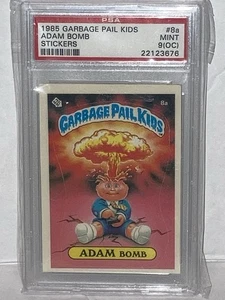 PSA
1985 GARBAGE PAIL KIDS #8a
ADAM BOMB MINT
STICKERS 9(OC)
22123676
8a
GARBAGE PAIL KIDS
ADAM BOMB